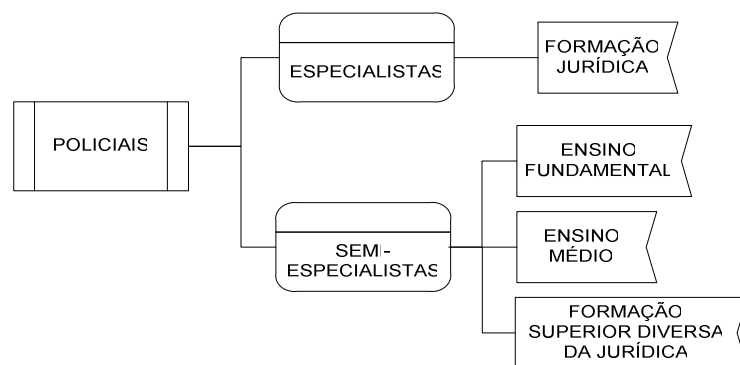 POLICIAIS
ESPECIALISTAS
FORMAÇÃO
JURÍDICA
SEMI-
ESPECIALISTAS
ENSINO
FUNDAMENTAL
ENSINO
MÉDIO
FORMAÇÃO
SUPERIOR DIVERSA
DA JURÍDICA